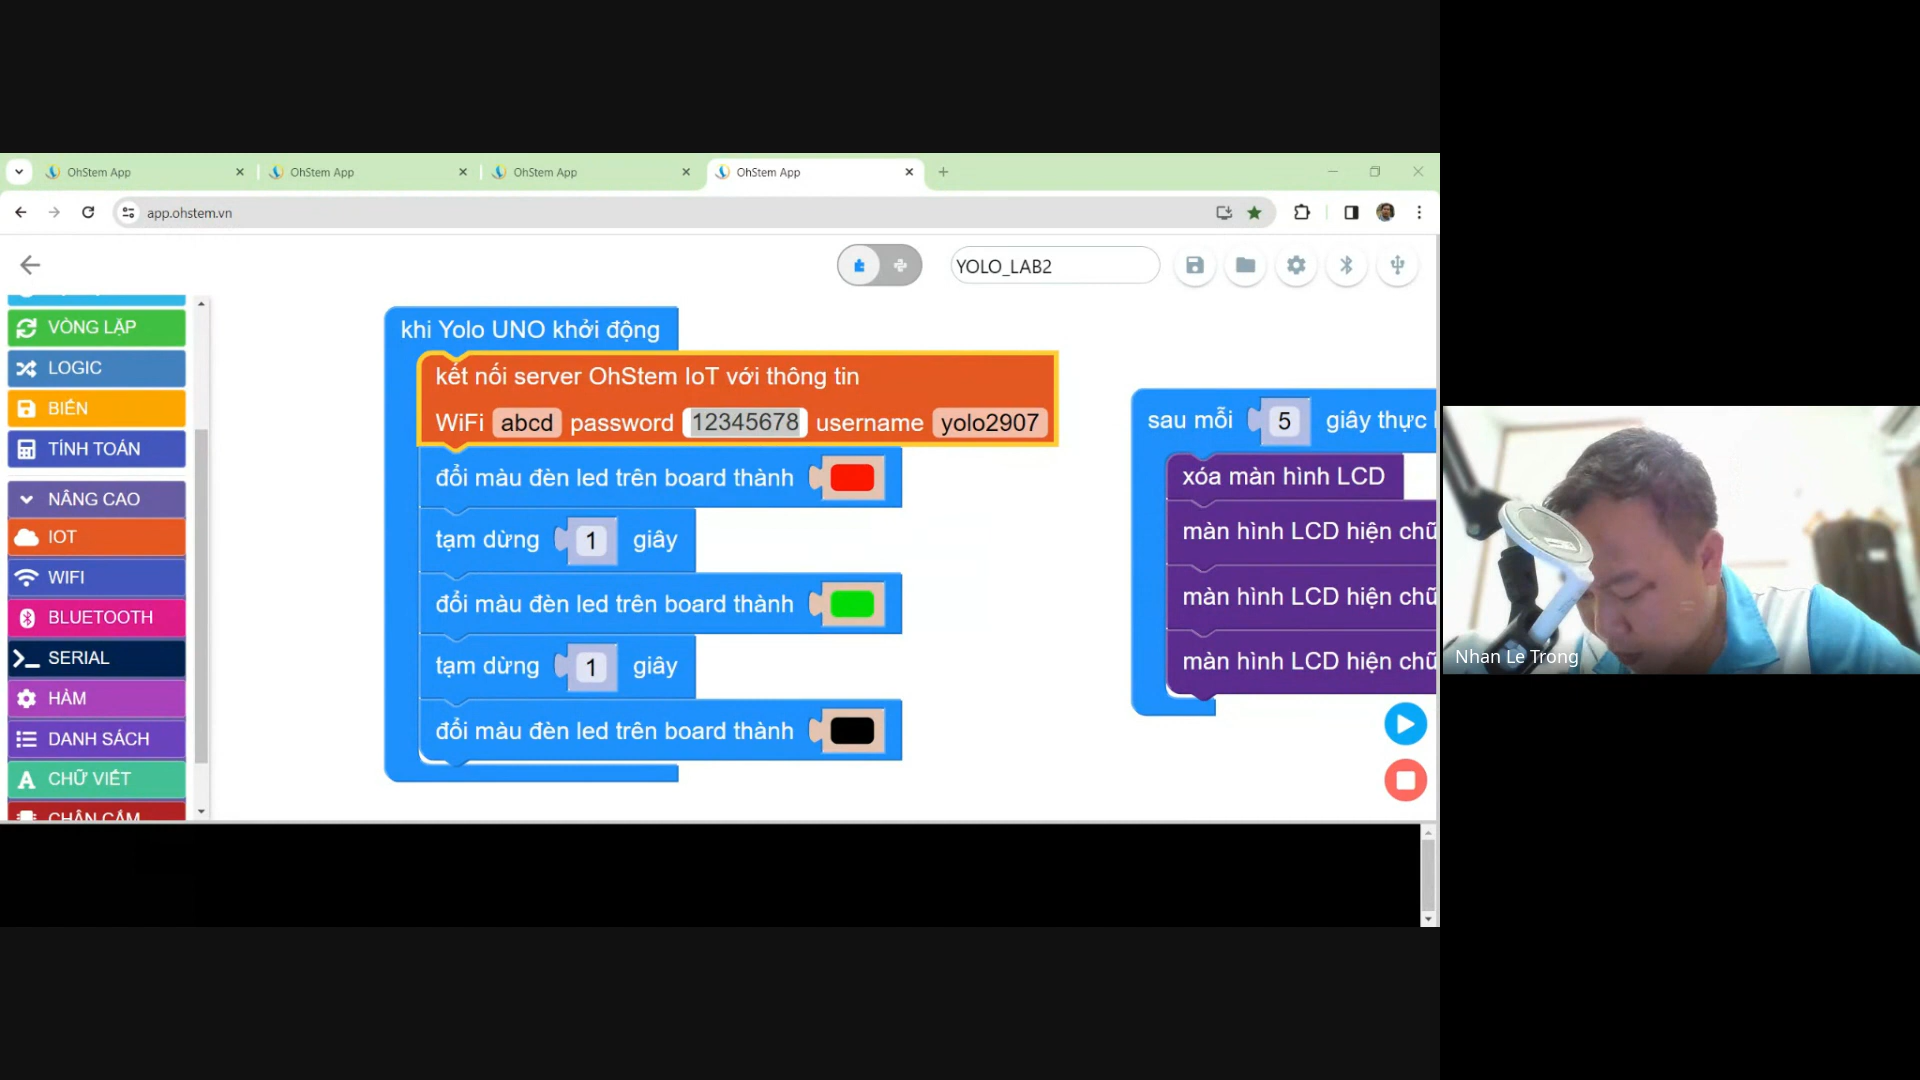 OhStem App
OhStem App
OhStem App
OhStem App
app.ohstem.vn
YOLO_LAB2
VÒNG LẶP
LOGIC
BIẾN
TÍNH TOÁN
NÂNG CAO
IOT
WIFI
BLUETOOTH
SERIAL
HÀM
DANH SÁCH
CHỮ VIẾT
CHÂN CẮM
khi Yolo UNO khởi động
kết nối server OhStem IoT với thông tin
WiFi abcd password 12345678 username yolo2907
đổi màu đèn led trên board thành
tạm dừng 1 giây
đổi màu đèn led trên board thành
tạm dừng 1 giây
đổi màu đèn led trên board thành
sau mỗi 5 giây thực
xóa màn hình LCD
màn hình LCD hiện chữ
màn hình LCD hiện chữ
màn hình LCD hiện chữ
Nhan Le Trong